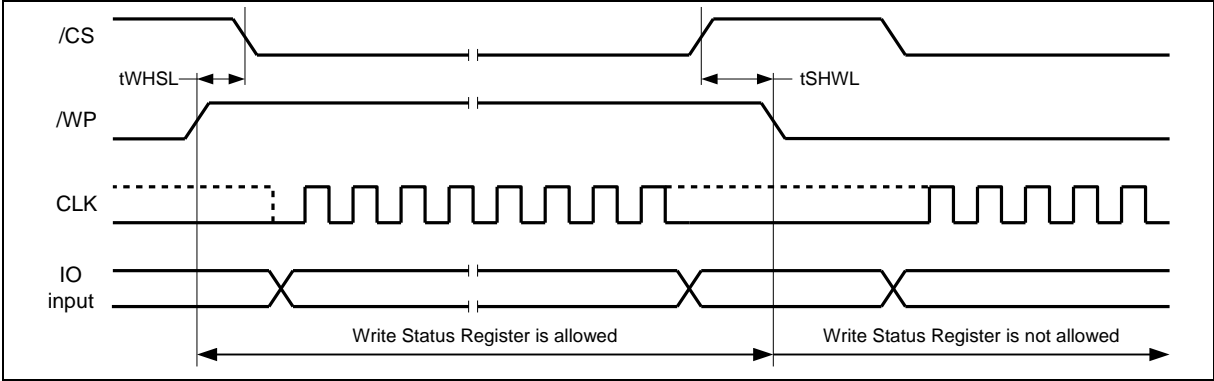 /CS
tWHSL
tSHWL
/WP
CLK
IO
input
Write Status Register is allowed
Write Status Register is not allowed